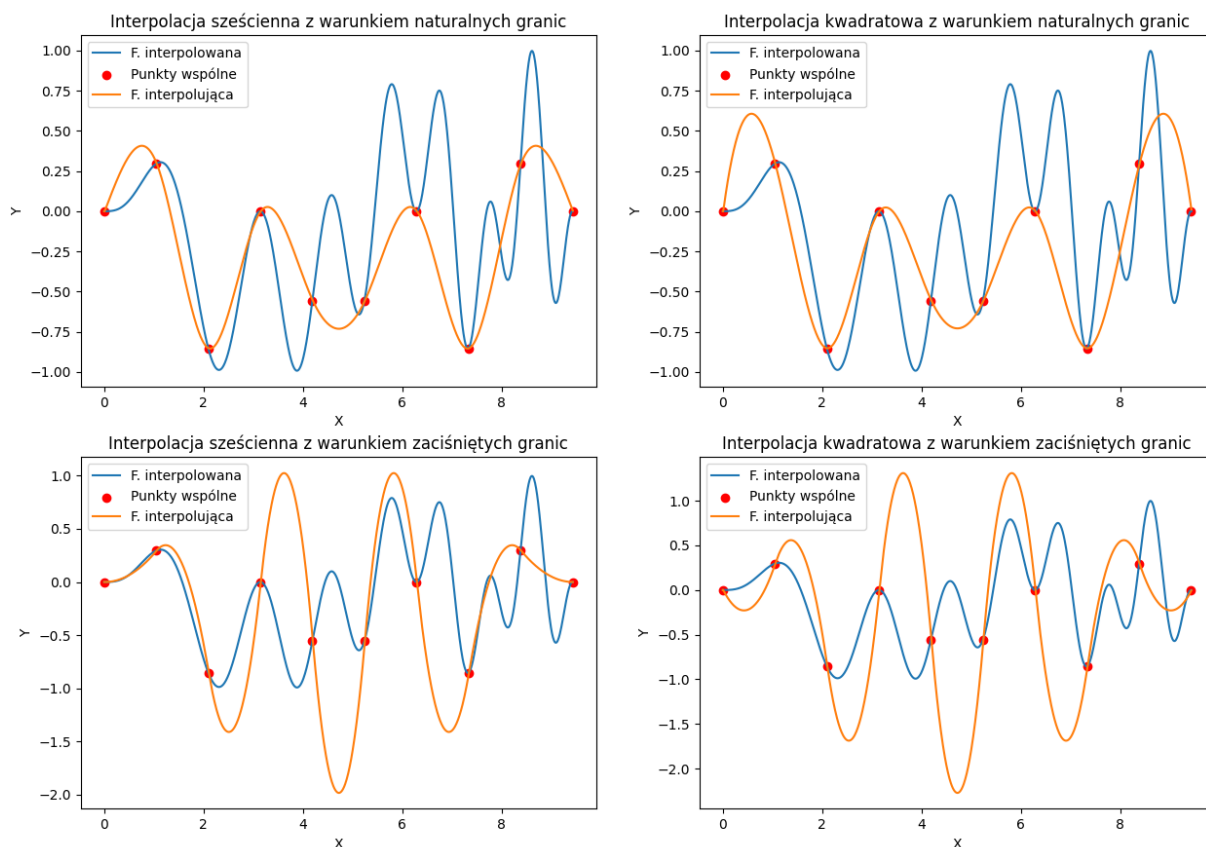 Interpolacja sześcienna z warunkiem naturalnych granic
F. interpolowana
Punkty wspólne
F. interpolująca
1.00
0.75
0.50
0.25
0.00
−0.25
−0.50
−0.75
−1.00
Y
0 2 4 6 8
X
Interpolacja kwadratowa z warunkiem naturalnych granic
F. interpolowana
Punkty wspólne
F. interpolująca
1.00
0.75
0.50
0.25
0.00
−0.25
−0.50
−0.75
−1.00
Y
0 2 4 6 8
X
Interpolacja sześcienna z warunkiem zaciśniętych granic
F. interpolowana
Punkty wspólne
F. interpolująca
1.0
0.5
0.0
−0.5
−1.0
−1.5
−2.0
Y
0 2 4 6 8
X
Interpolacja kwadratowa z warunkiem zaciśniętych granic
F. interpolowana
Punkty wspólne
F. interpolująca
1.0
0.5
0.0
−0.5
−1.0
−1.5
−2.0
Y
0 2 4 6 8
X